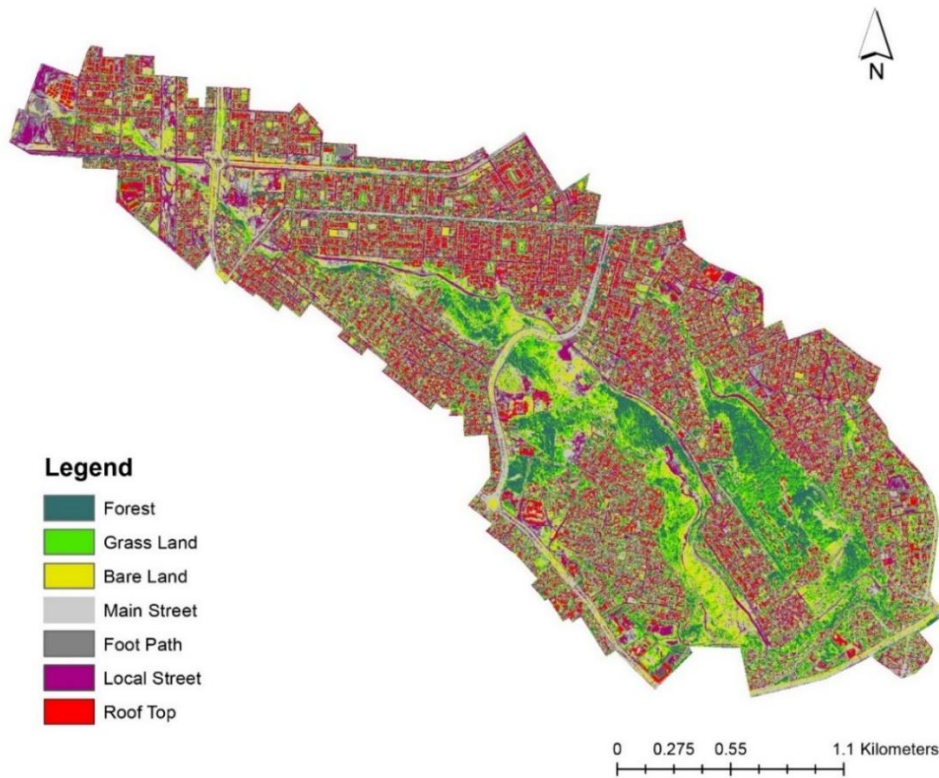 N
Legend
Forest
Grass Land
Bare Land
Main Street
Foot Path
Local Street
Roof Top
0 0.275 0.55 1.1 Kilometers